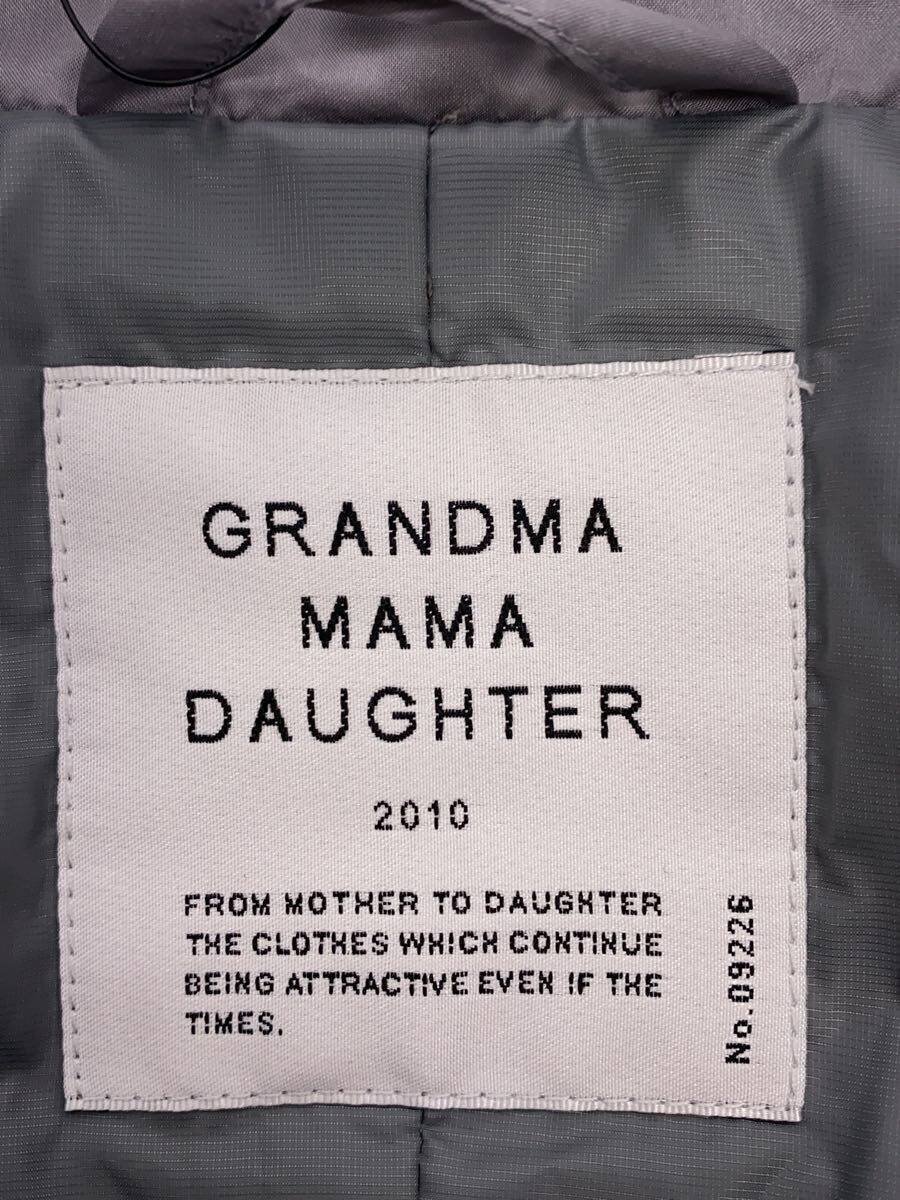 GRANDMA
MAMA
DAUGHTER
2010
FROM MOTHER TO DAUGHTER
THE CLOTHES WHICH CONTINUE
BEING ATTRACTIVE EVEN IF THE
TIMES.
No.09226